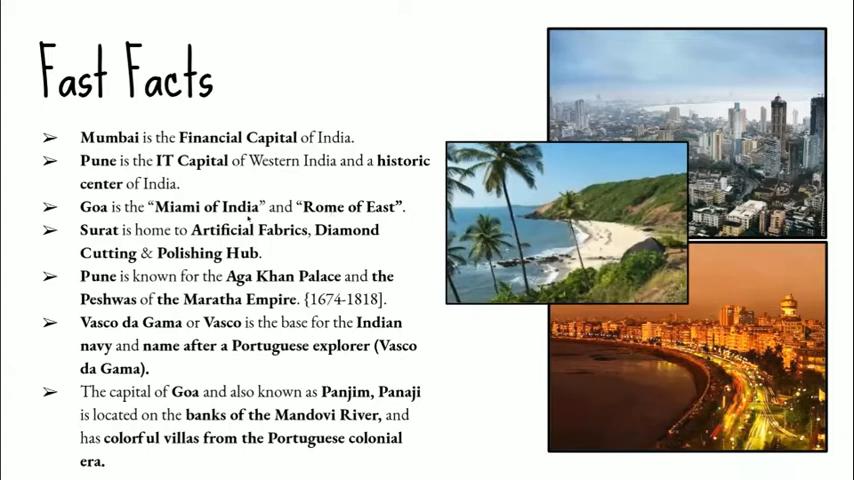 Fast Facts
➢ Mumbai is the Financial Capital of India.
➢ Pune is the IT Capital of Western India and a historic
center of India.
➢ Goa is the “Miami of India” and “Rome of East”.
➢ Surat is home to Artificial Fabrics, Diamond
Cutting & Polishing Hub.
➢ Pune is known for the Aga Khan Palace and the
Peshwas of the Maratha Empire. {1674-1818].
➢ Vasco da Gama or Vasco is the base for the Indian
navy and name after a Portuguese explorer (Vasco
da Gama).
➢ The capital of Goa and also known as Panjim, Panaji
is located on the banks of the Mandovi River, and
has colorful villas from the Portuguese colonial
era.